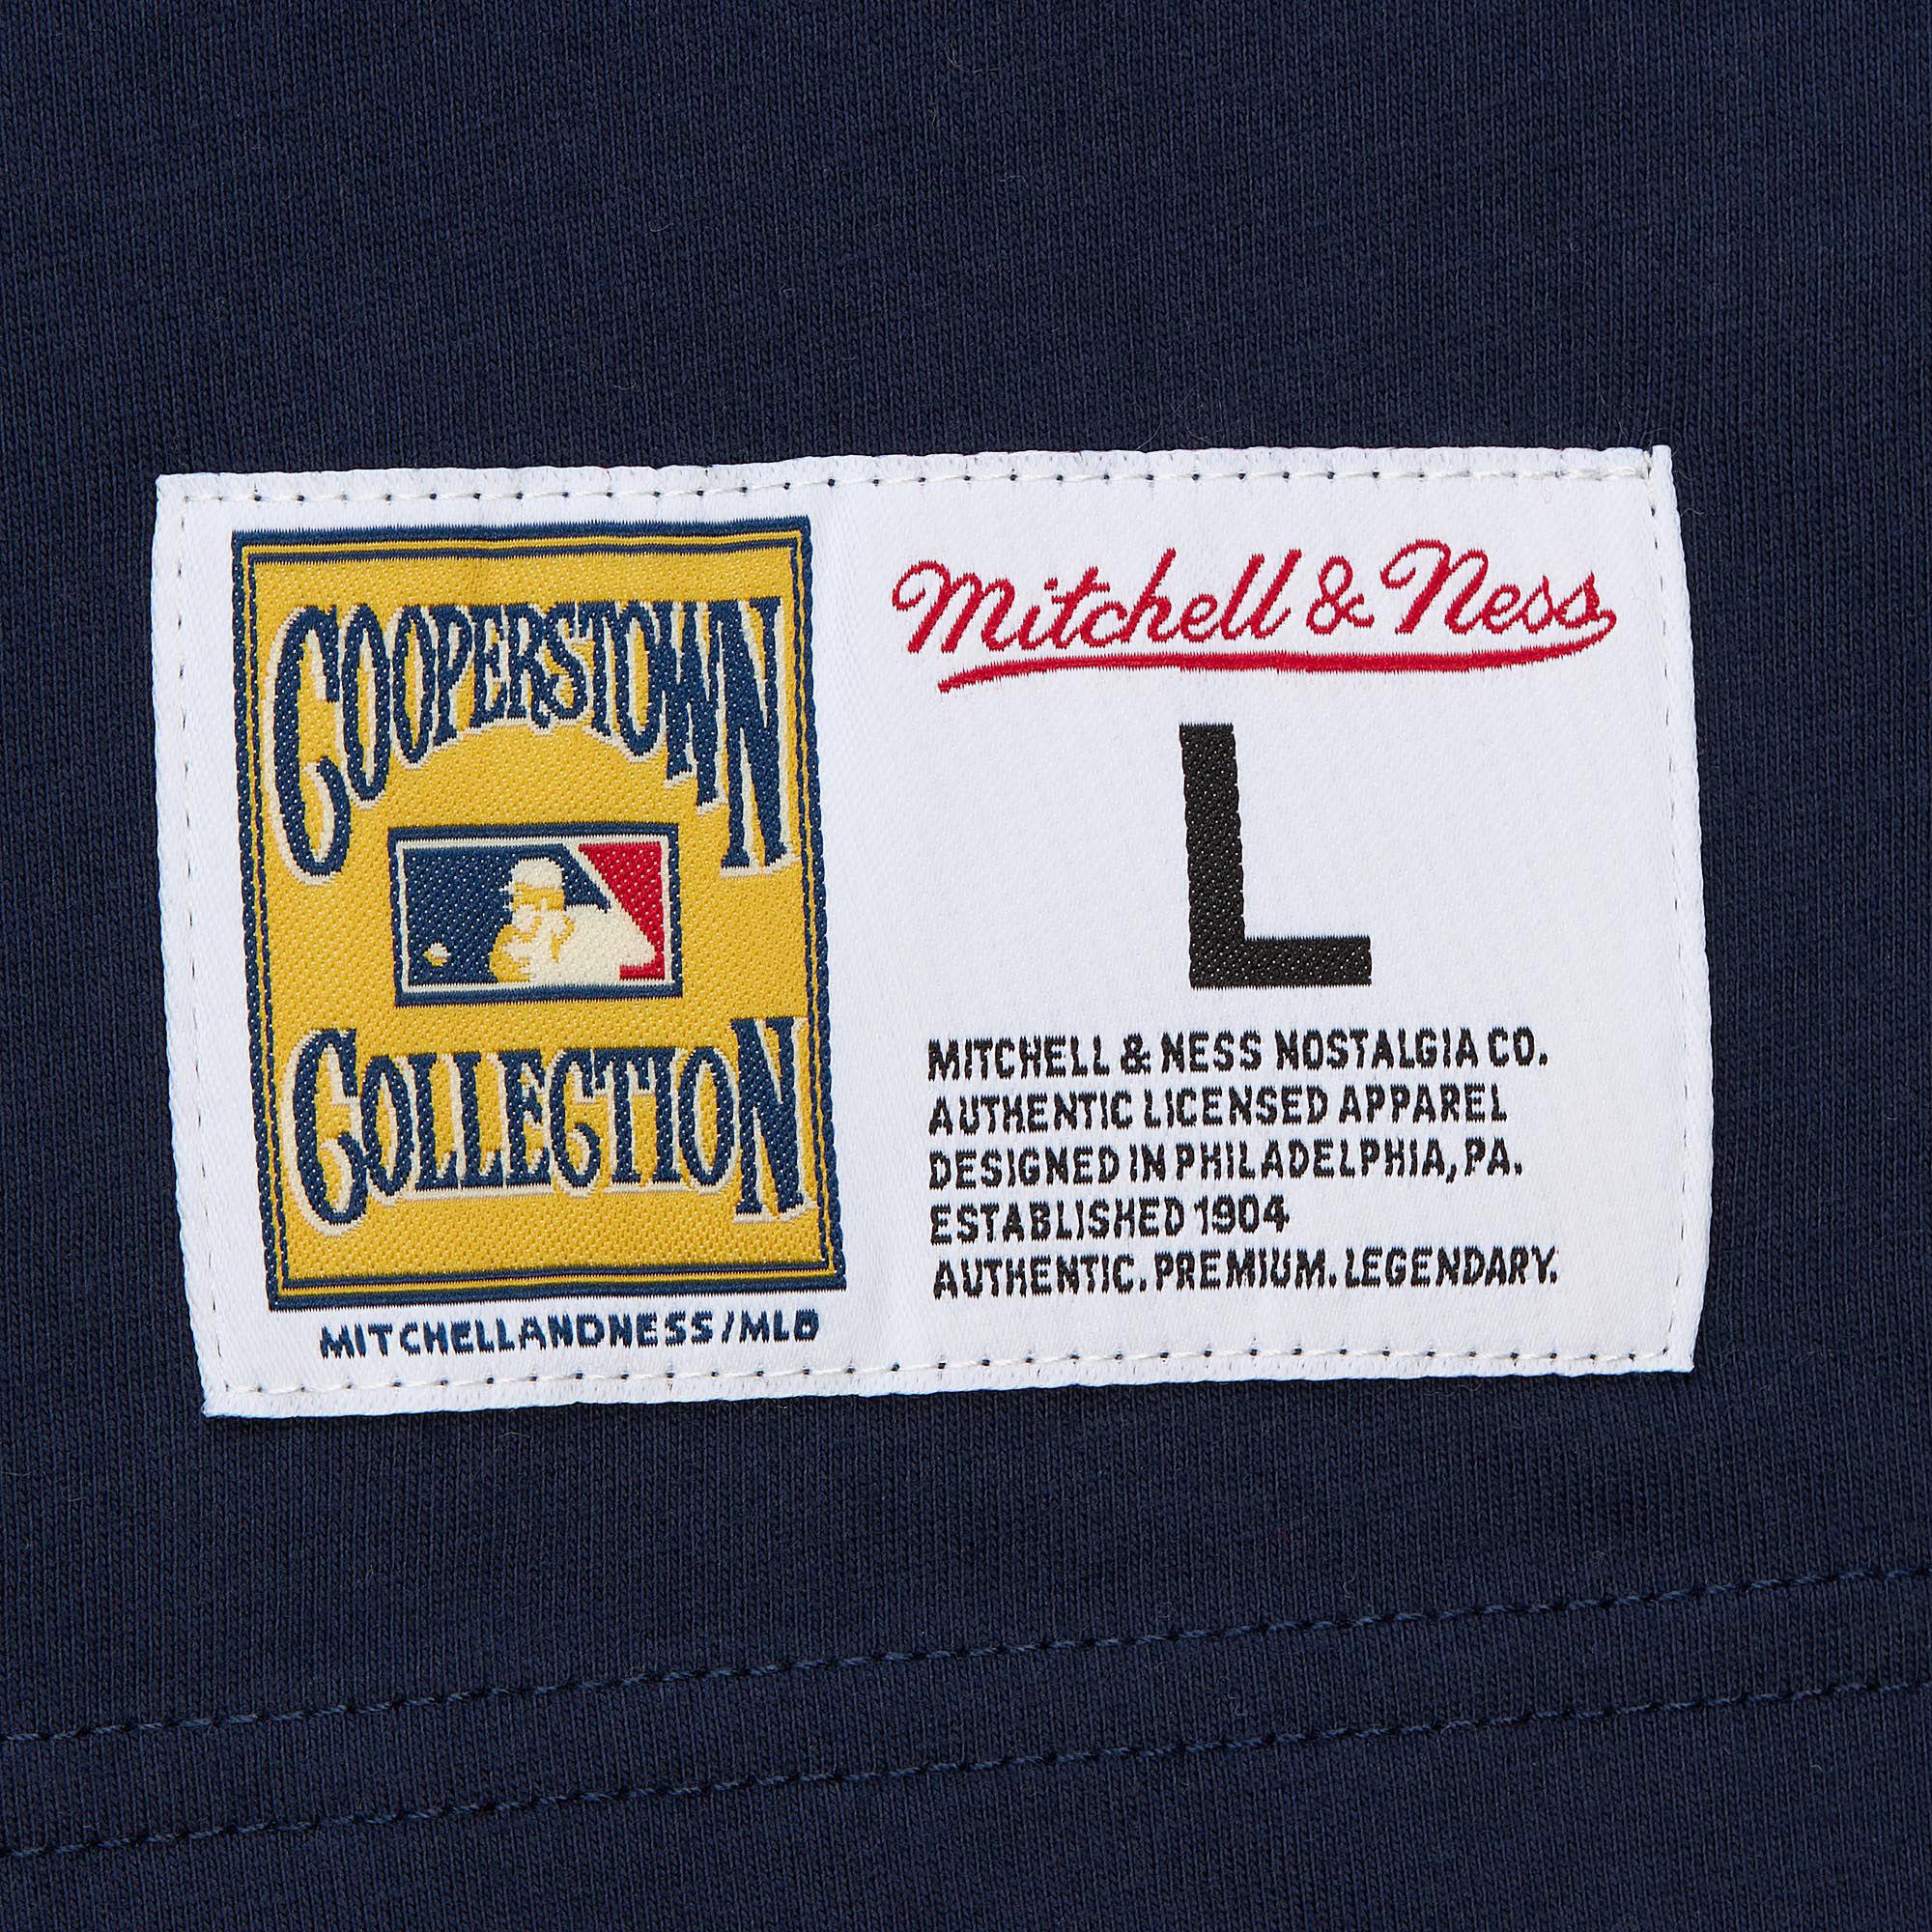 COOPERSTOWN
COLLECTION
MITCHELLANDNESS/MLB
Mitchell & Ness
L
MITCHELL & NESS NOSTALGIA CO.
AUTHENTIC LICENSED APPAREL
DESIGNED IN PHILADELPHIA, PA.
ESTABLISHED 1904
AUTHENTIC. PREMIUM. LEGENDARY.